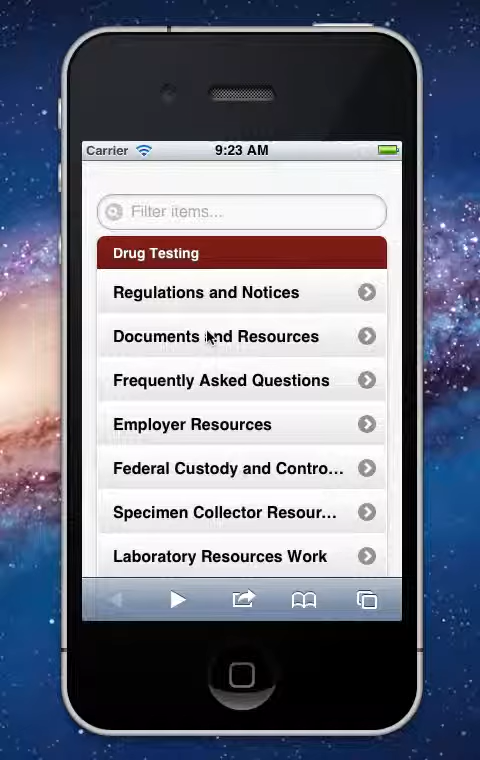 Carrier 9:23 AM
Filter items...
Drug Testing
Regulations and Notices
Documents and Resources
Frequently Asked Questions
Employer Resources
Federal Custody and Contro...
Specimen Collector Resour...
Laboratory Resources Work